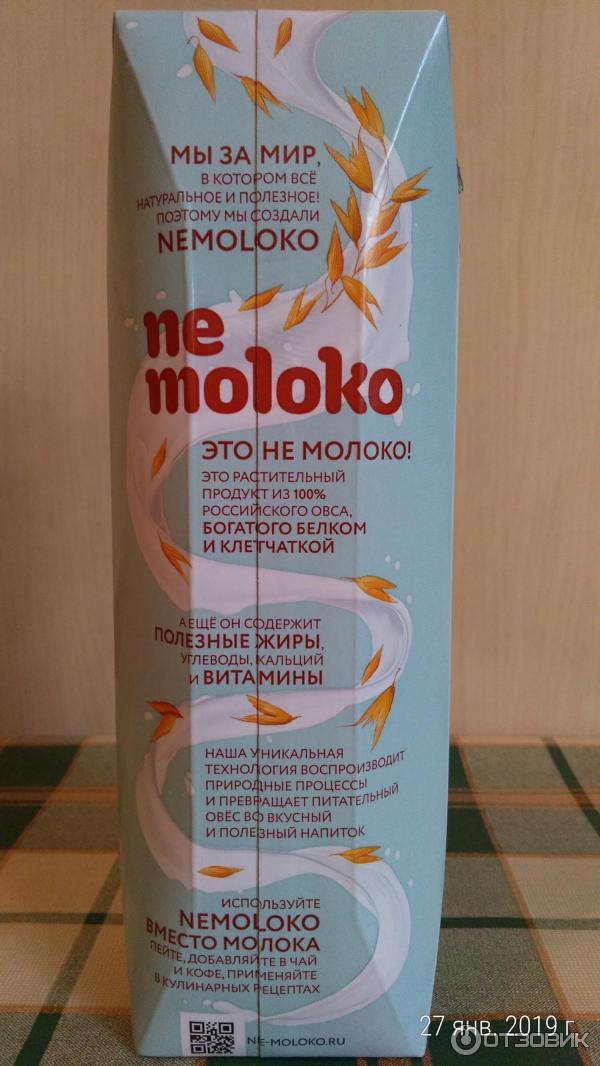 МЫ ЗА МИР,
В КОТОРОМ ВСЁ
НАТУРАЛЬНОЕ И ПОЛЕЗНОЕ!
ПОЭТОМУ МЫ СОЗДАЛИ
NEMOLOKO
ne
moloko
ЭТО НЕ МОЛОКО!
ЭТО РАСТИТЕЛЬНЫЙ
ПРОДУКТ ИЗ 100%
РОССИЙСКОГО ОВСА,
БОГАТОГО БЕЛКОМ
И КЛЕТЧАТКОЙ
А ЕЩЁ ОН СОДЕРЖИТ
ПОЛЕЗНЫЕ ЖИРЫ,
УГЛЕВОДЫ, КАЛЬЦИЙ
И ВИТАМИНЫ
НАША УНИКАЛЬНАЯ
ТЕХНОЛОГИЯ ВОСПРОИЗВОДИТ
ПРИРОДНЫЕ ПРОЦЕССЫ
И ПРЕВРАЩАЕТ ПИТАТЕЛЬНЫЙ
ОВЁС ВО ВКУСНЫЙ
И ПОЛЕЗНЫЙ НАПИТОК
ИСПОЛЬЗУЙТЕ
NEMOLOKO
ВМЕСТО МОЛОКА
ПЕЙТЕ, ДОБАВЛЯЙТЕ В ЧАЙ
И КОФЕ, ПРИМЕНЯЙТЕ
В КУЛИНАРНЫХ РЕЦЕПТАХ
NE-MOLOKO.RU
27 янв. 2019 г.
ОТЗОВИК